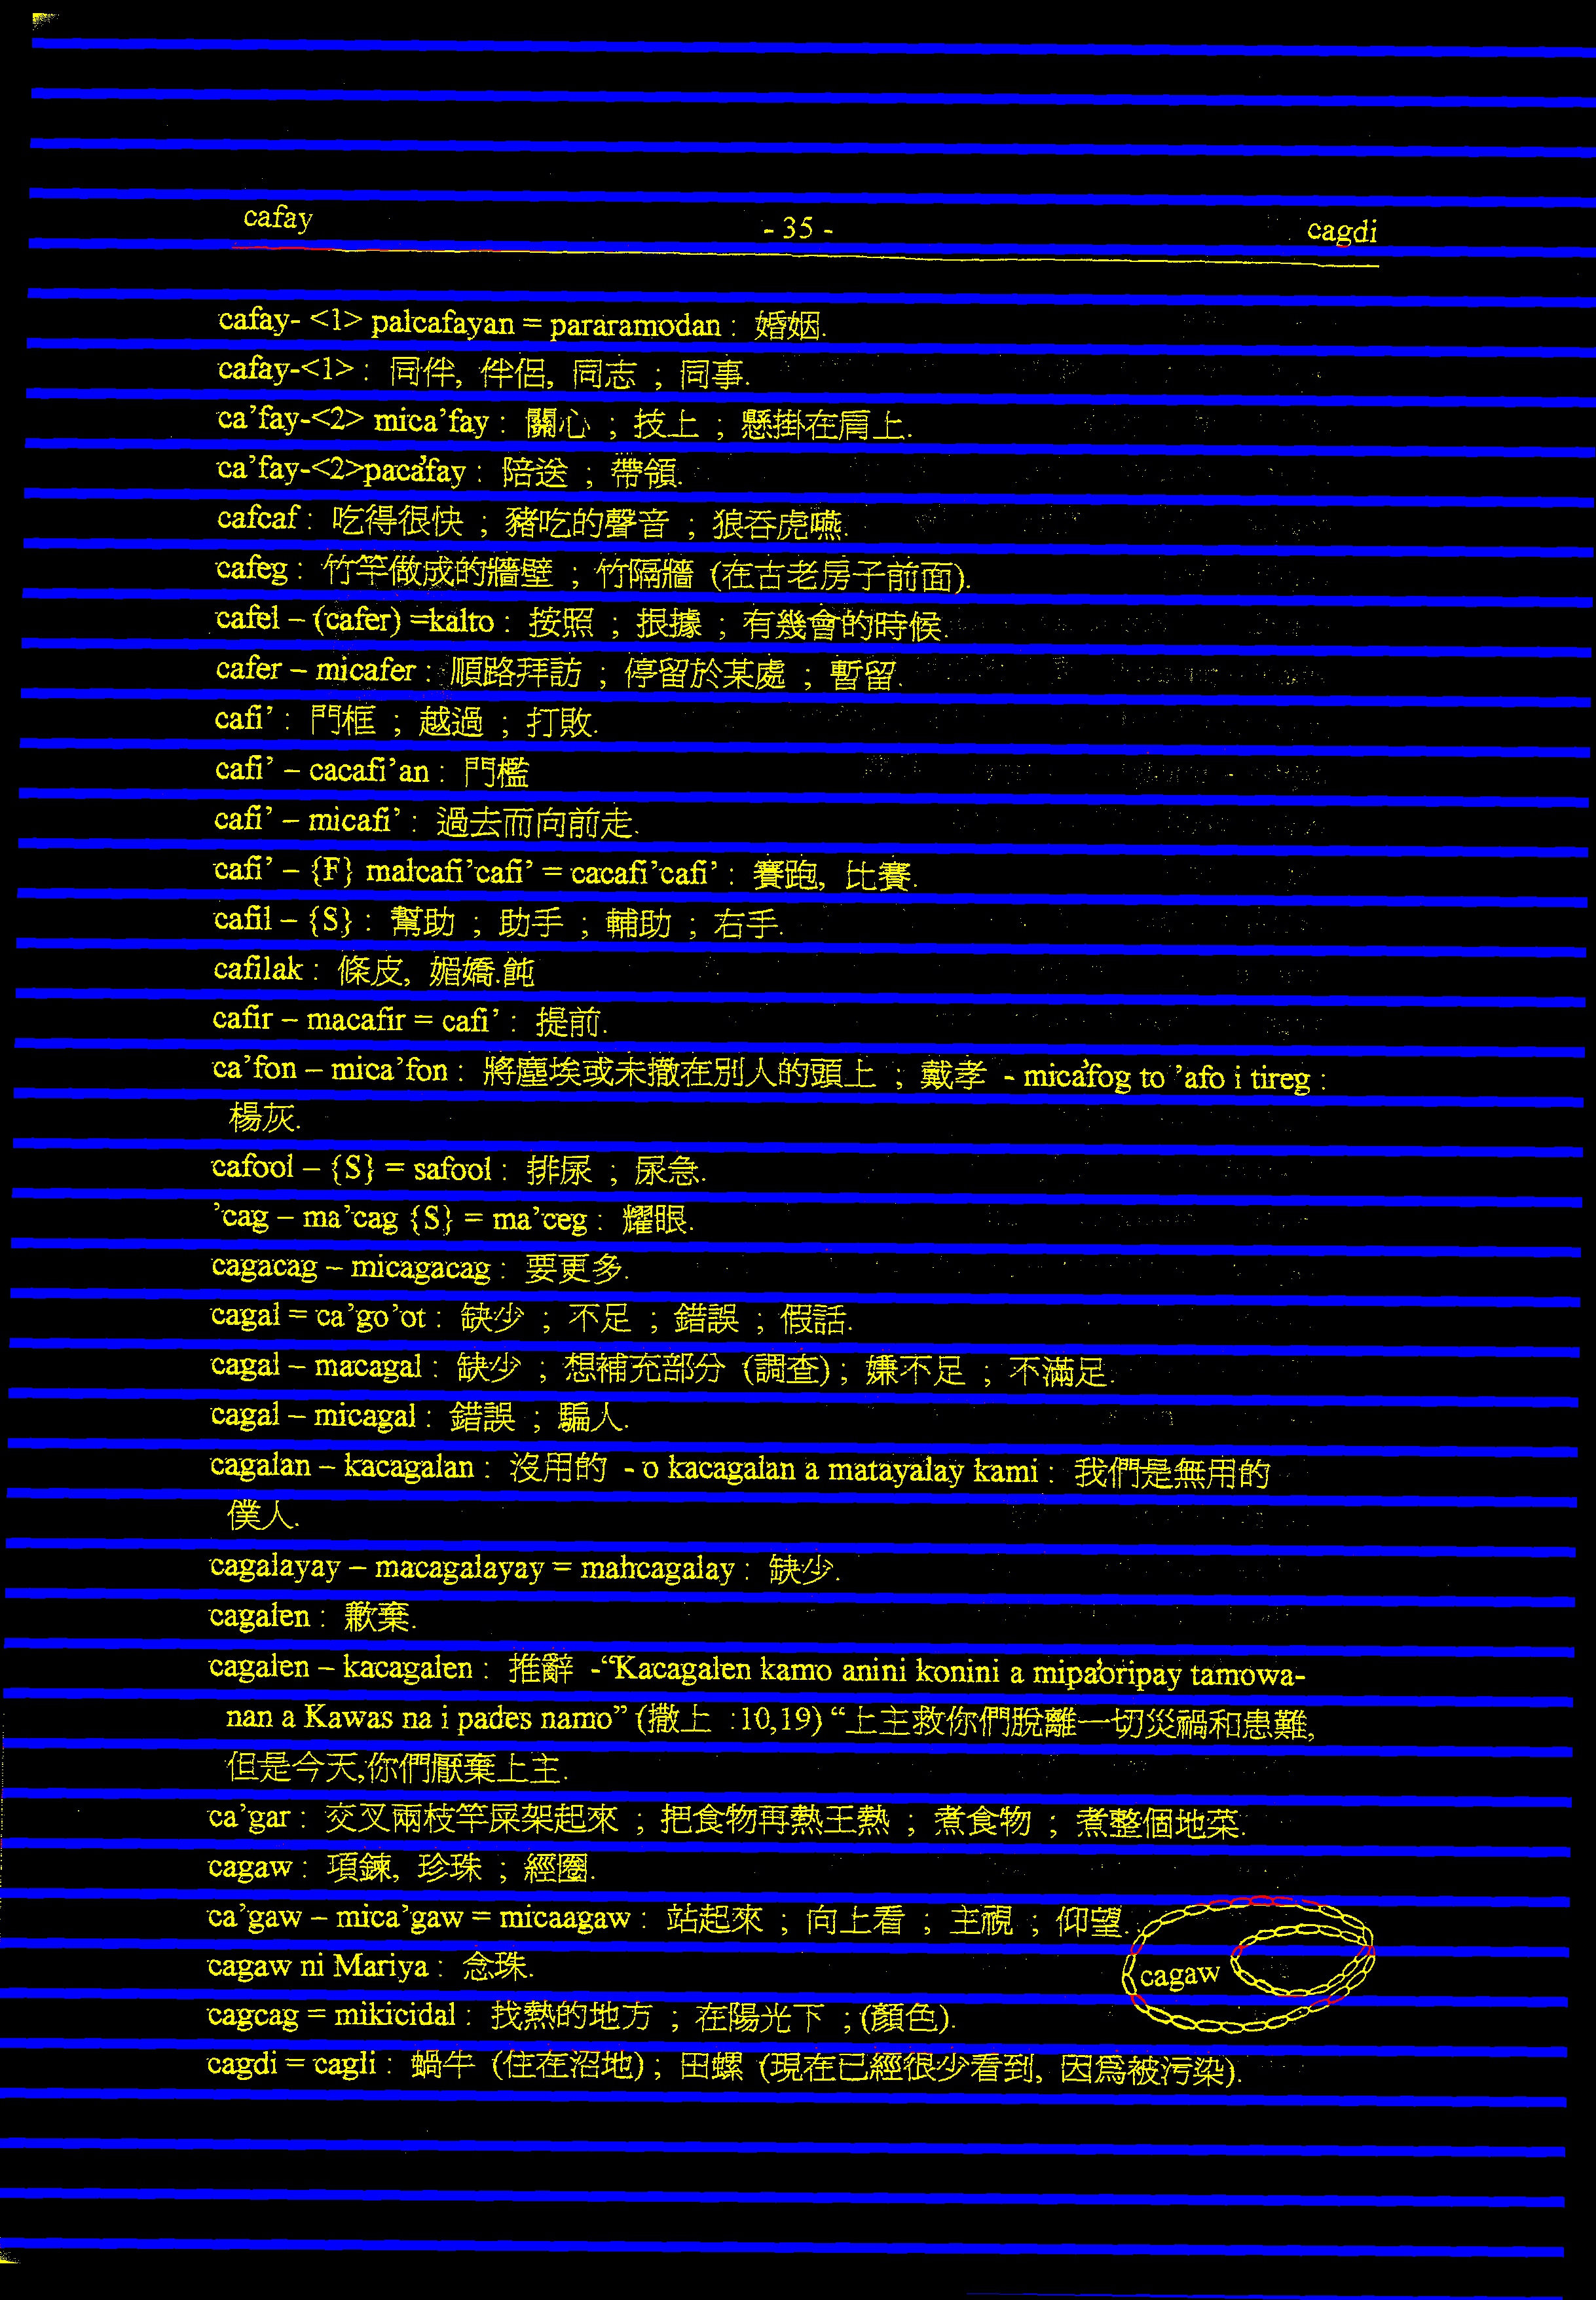 cafay - 35 - cagdi
cafay- <1> palcafayan = pararamodan : 婚姻.
cafay-<1> : 同伴, 伴侶, 同志 ; 同事.
ca’fay-<2> mica’fay : 關心 ; 技上 ; 懸掛在肩上.
ca’fay-<2>paca’fay : 陪送 ; 帶領.
cafcaf : 吃得很快 ; 豬吃的聲音 ; 狼吞虎嚥.
cafeg : 竹竿做成的牆壁 ; 竹隔牆 (在古老房子前面).
cafel – (cafer) =kalto : 按照 ; 拫據 ; 有幾會的時候.
cafer – micafer : 順路拜訪 ; 停留於某處 ; 暫留.
cafi’ : 門框 ; 越過 ; 打敗.
cafi’ – cacafi’an : 門檻
cafi’ – micafi’ : 過去而向前走.
cafi’ – {F} malcafi’cafi’ = cacafi’cafi’ : 賽跑, 比賽.
cafil – {S} : 幫助 ; 助手 ; 輔助 ; 右手.
cafilak : 條皮, 媚嬌.飩
cafir – macafir = cafi’ : 提前.
ca’fon – mica’fon : 將塵埃或未撒在別人的頭上 ; 戴孝 - mica’fog to ’afo i tireg :
楊灰.
cafool – {S} = safool : 排尿 ; 尿急.
’cag – ma’cag {S} = ma’ceg : 耀眼.
cagacag – micagacag : 要更多.
cagal = ca’go’ot : 缺少 ; 不足 ; 錯誤 ; 假話.
cagal – macagal : 缺少 ; 想補充部分 (調查) ; 嫌不足 ; 不滿足.
cagal – micagal : 錯誤 ; 騙人.
cagalan – kacagalan : 沒用的 - o kacagalan a matayalay kami : 我們是無用的
僕人.
cagalayay – macagalayay = mahcagalay : 缺少.
cagalen : 歉棄.
cagalen – kacagalen : 推辭 -“Kacagalen kamo anini konini a mipa’oripay tamowa-
nan a Kawas na i pades namo” (撒上 :10,19) “上主救你們脫離一切災禍和患難,
但是今天,你們厭棄上主.
ca’gar : 交叉兩枝竿屎架起來 ; 把食物再熱王熱 ; 煮食物 ; 煮整個地菜.
cagaw : 項鍊, 珍珠 ; 經圈.
ca’gaw – mica’gaw = micaagaw : 站起來 ; 向上看 ; 主視 ; 仰望.
cagaw ni Mariya : 念珠.
cagaw
cagcag = mikicidal : 找熱的地方 ; 在陽光下 ; (顏色).
cagdi = cagli : 蝸牛 (住在沼地) ; 田螺 (現在已經很少看到, 因為被污染).